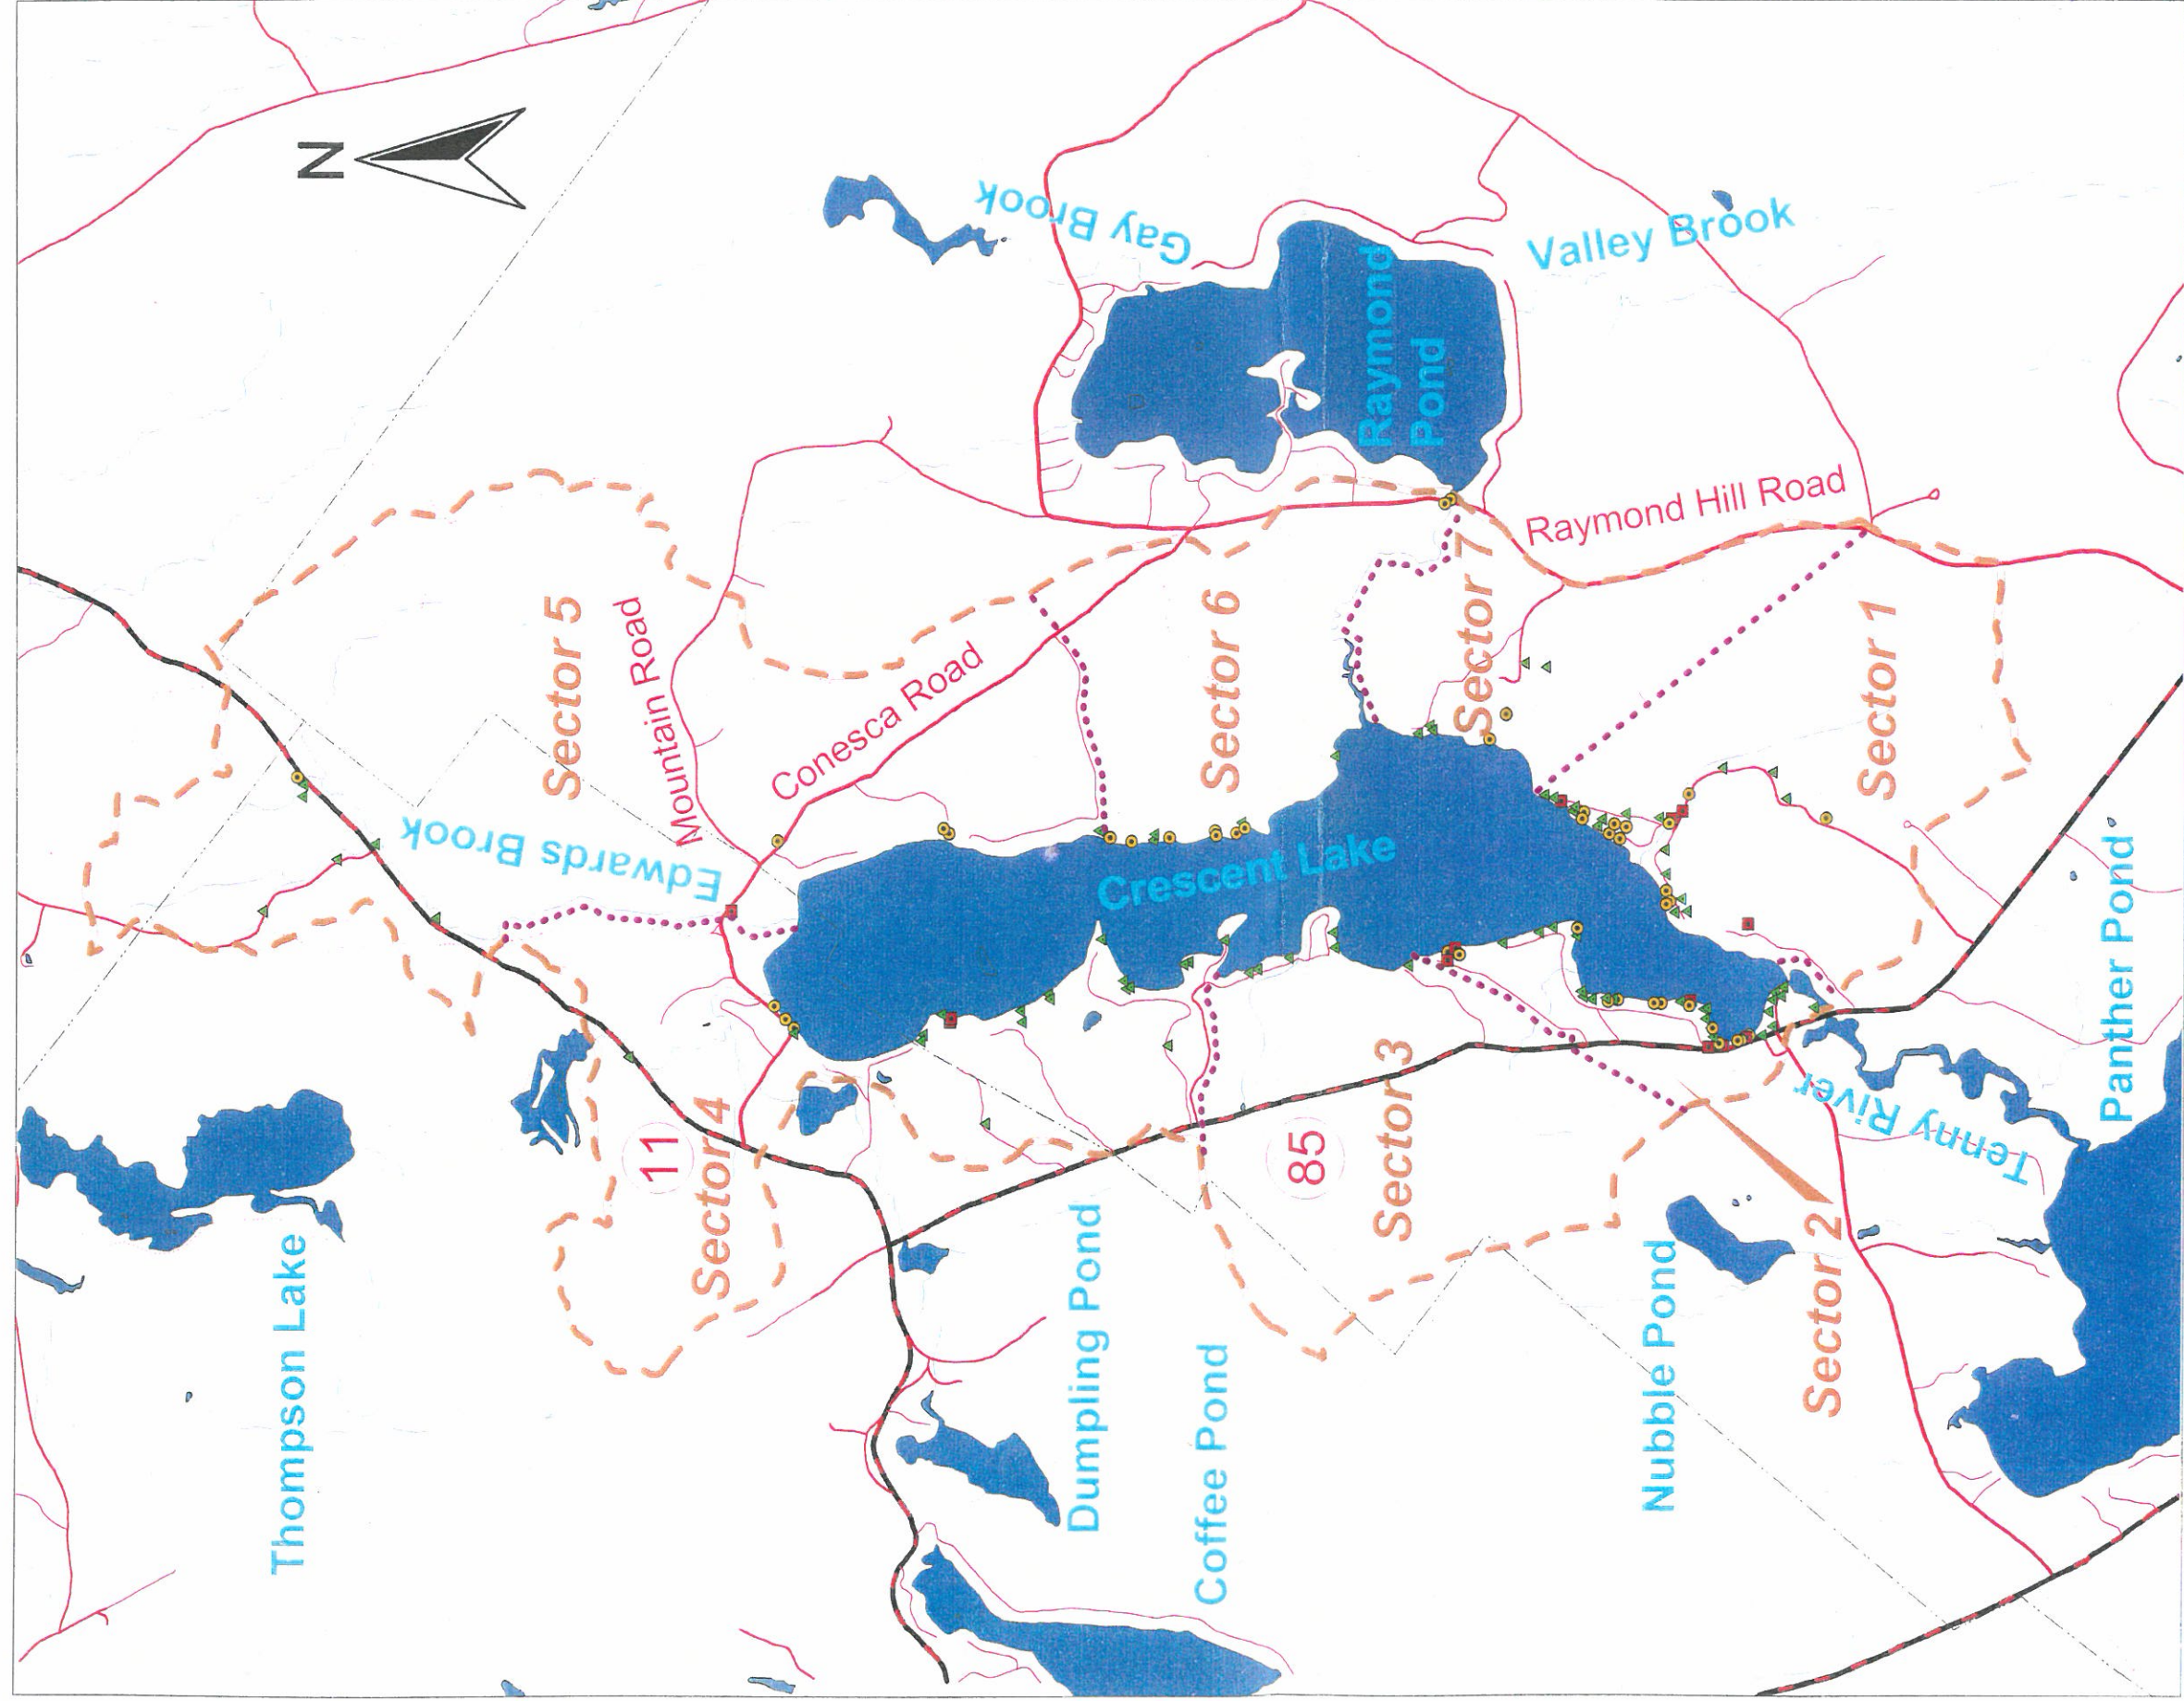 N
Gay Brook
Valley Brook
Raymond
Pond
Raymond Hill Road
Sector 5
Mountain Road
Conesca Road
Sector 6
Sector 7
Sector 1
Edwards Brook
Crescent Lake
Panther Pond
Tenny River
11
Sector 4
85
Sector 3
Sector 2
Thompson Lake
Dumpling Pond
Coffee Pond
Nubble Pond